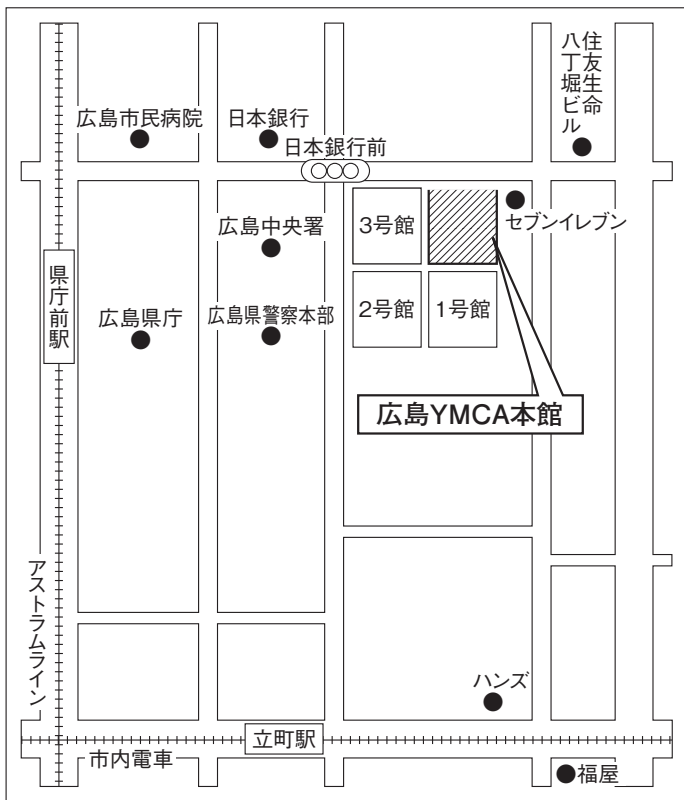 住友生命
八丁堀ビル
広島市民病院
日本銀行
日本銀行前
セブンイレブン
3号館
広島中央署
県庁前駅
広島県庁
広島県警察本部
2号館
1号館
広島YMCA本館
アストラムライン
ハンズ
立町駅
市内電車
福屋